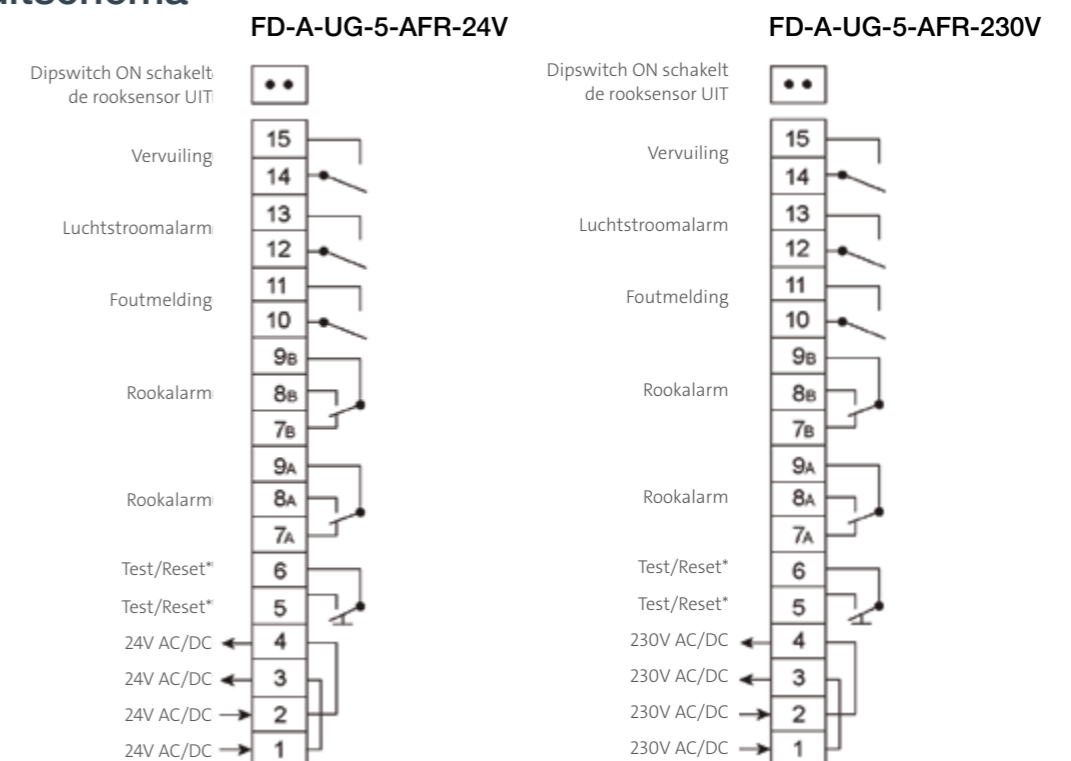 FD-A-UG-5-AFR-24V
Dipswitch ON schakelt
de rooksensor UIT
15
Vervuiling
14
13
Luchtstroomalarm
12
11
Foutmelding
10
9B
Rookalarm
8B
7B
9A
Rookalarm
8A
7A
Test/Reset*
6
Test/Reset*
5
24V AC/DC
4
24V AC/DC
3
24V AC/DC
2
24V AC/DC
1
FD-A-UG-5-AFR-230V
Dipswitch ON schakelt
de rooksensor UIT
15
Vervuiling
14
13
Luchtstroomalarm
12
11
Foutmelding
10
9B
Rookalarm
8B
7B
9A
Rookalarm
8A
7A
Test/Reset*
6
Test/Reset*
5
230V AC/DC
4
230V AC/DC
3
230V AC/DC
2
230V AC/DC
1